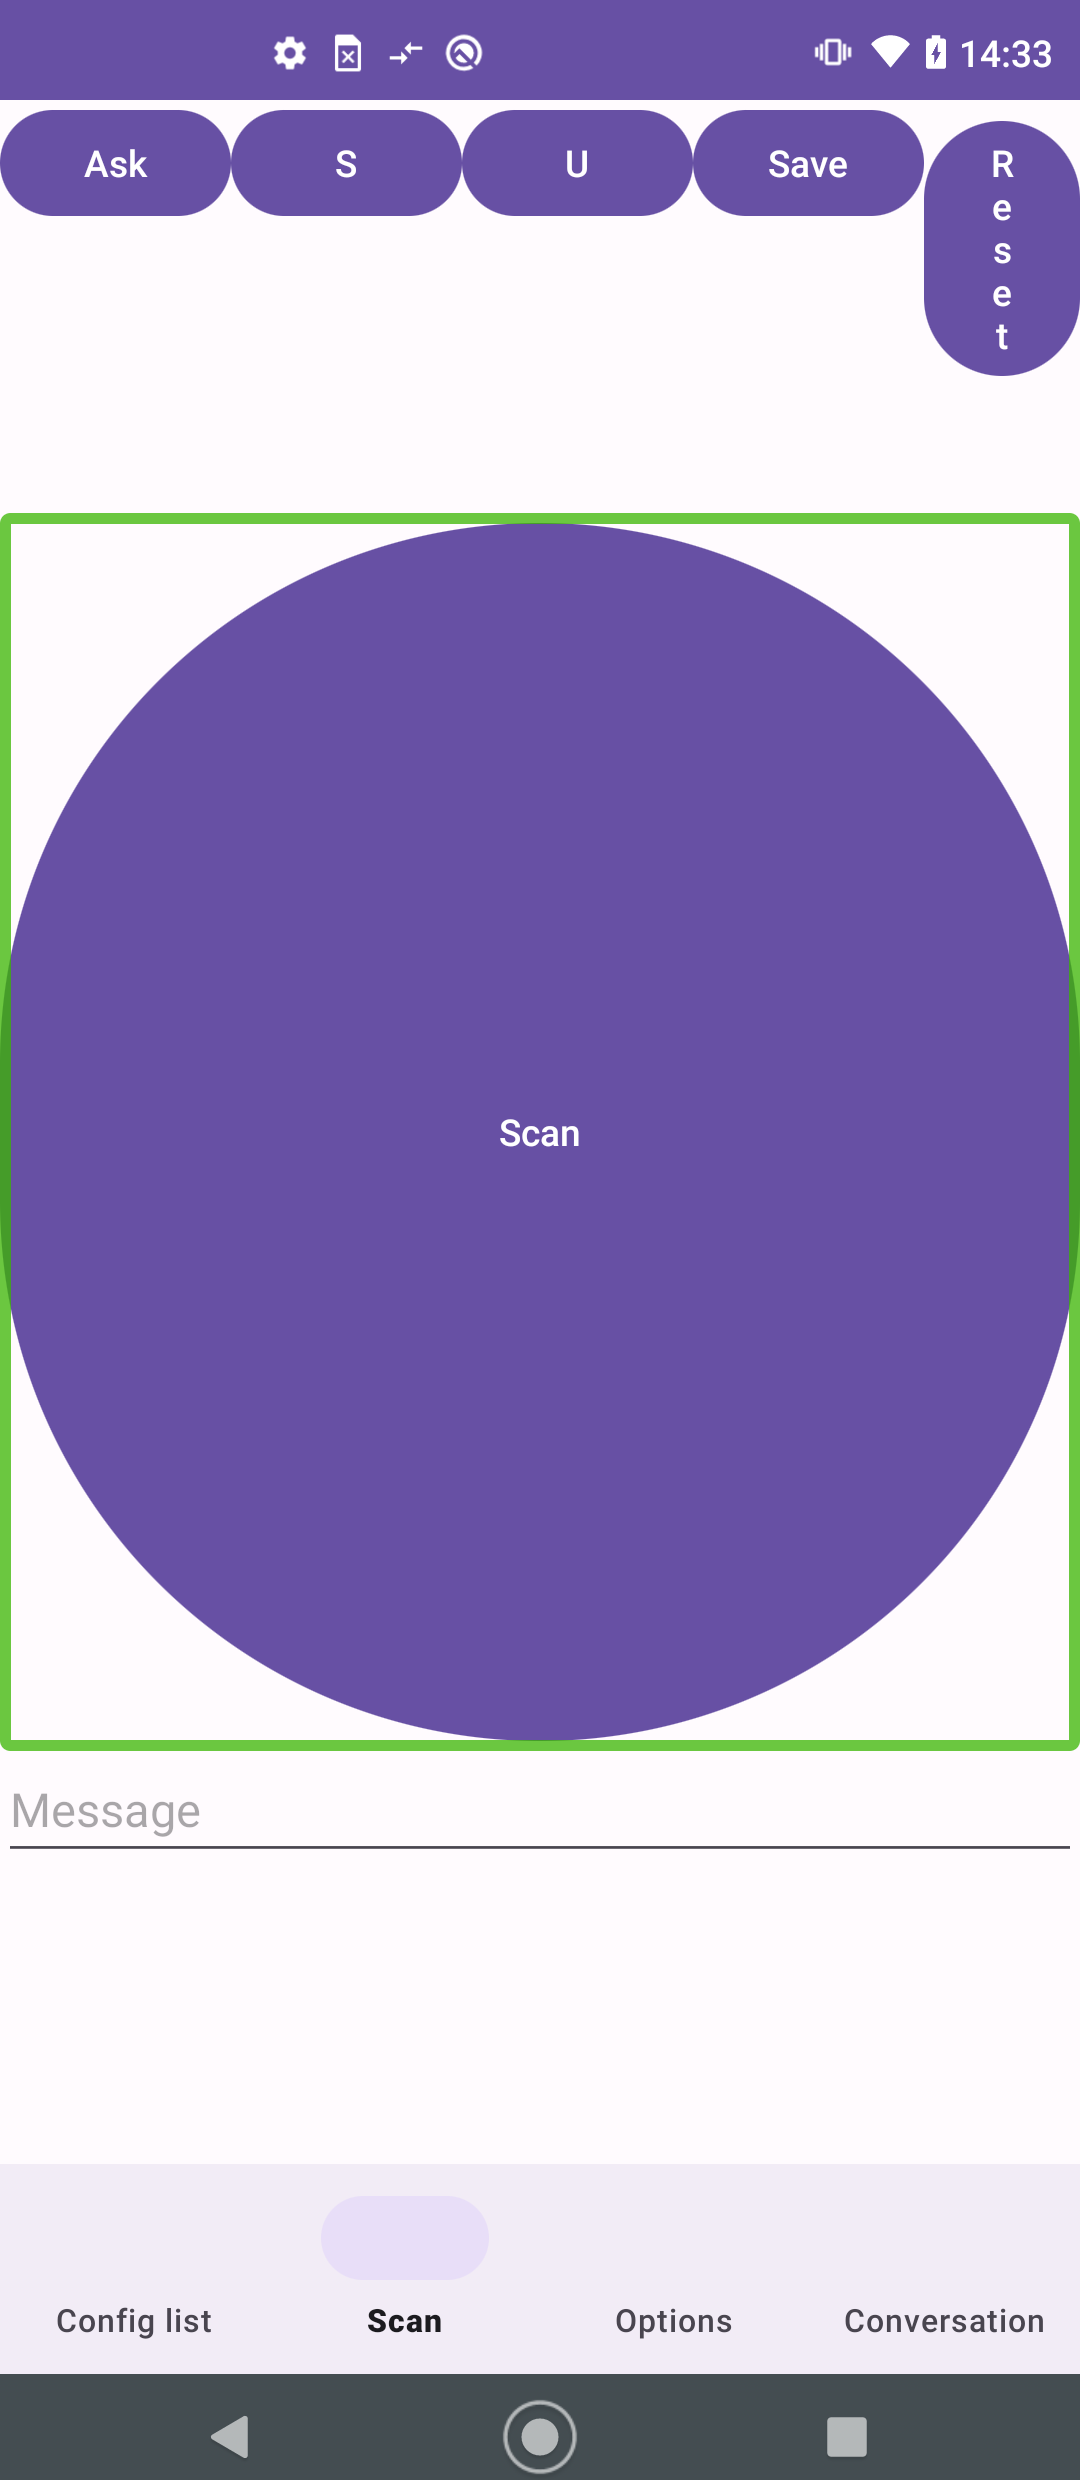 14:33
Ask
S
U
Save
R
e
s
e
t
Scan
Message
Config list
Scan
Options
Conversation